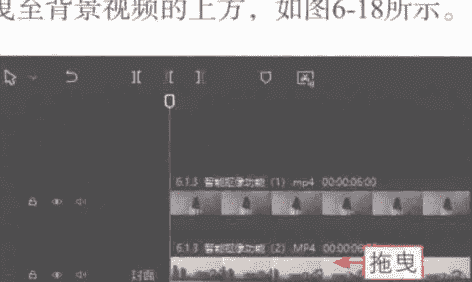 曳至背景视频的上方，如图6-18所示。
6.1.3 智能抠像功能（1）.mp4 00:00:06:00
6.1.3 智能抠像功能（2）.MP4 00:00:06
拖曳
封面